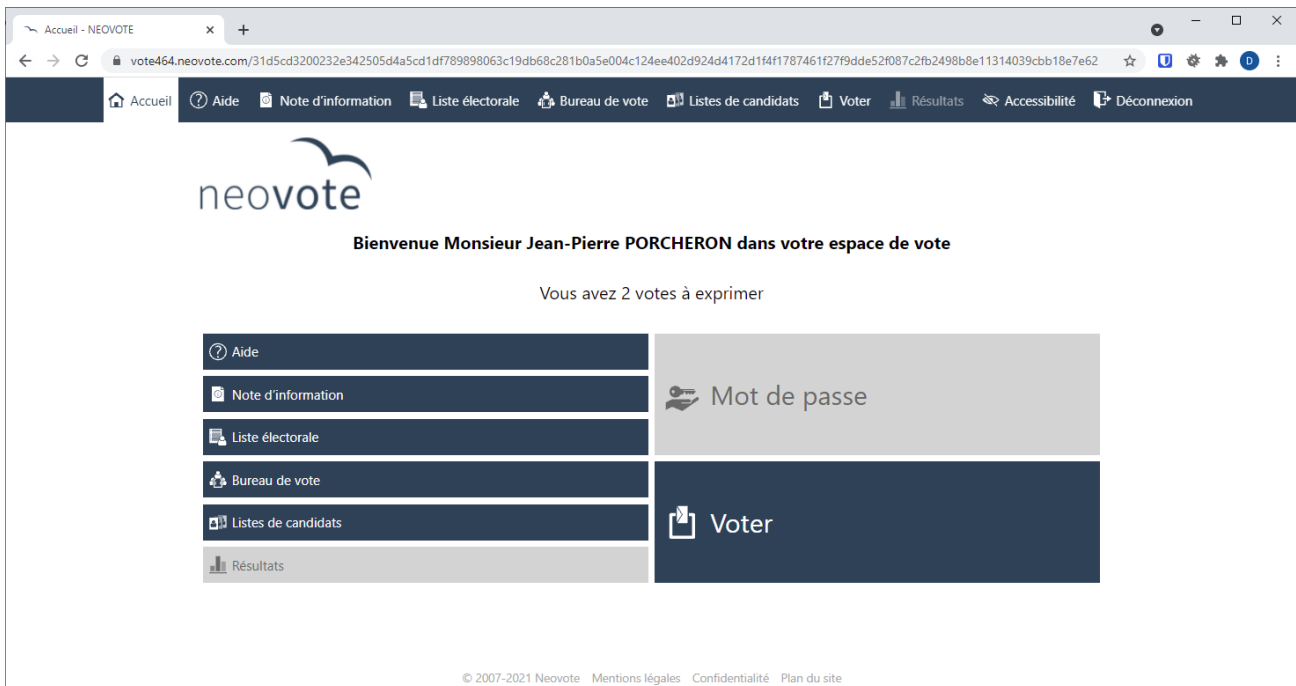 Accueil - NEOVOTE
vote464.neovote.com/31d5cd3200232e342505d4a5cd1df789898063c19db68c281b0a5e004c124ee402d924d4172d1f4f1787461f27f9dde52f087c2fb2498b8e11314039cbb18e7e62
D
Accueil Aide Note d'information Liste électorale Bureau de vote Listes de candidats Voter Résultats Accessibilité Déconnexion
neovote
Bienvenue Monsieur Jean-Pierre PORCHERON dans votre espace de vote
Vous avez 2 votes à exprimer
Aide
Note d'information
Liste électorale
Bureau de vote
Listes de candidats
Résultats
Mot de passe
Voter
© 2007-2021 Neovote Mentions légales Confidentialité Plan du site